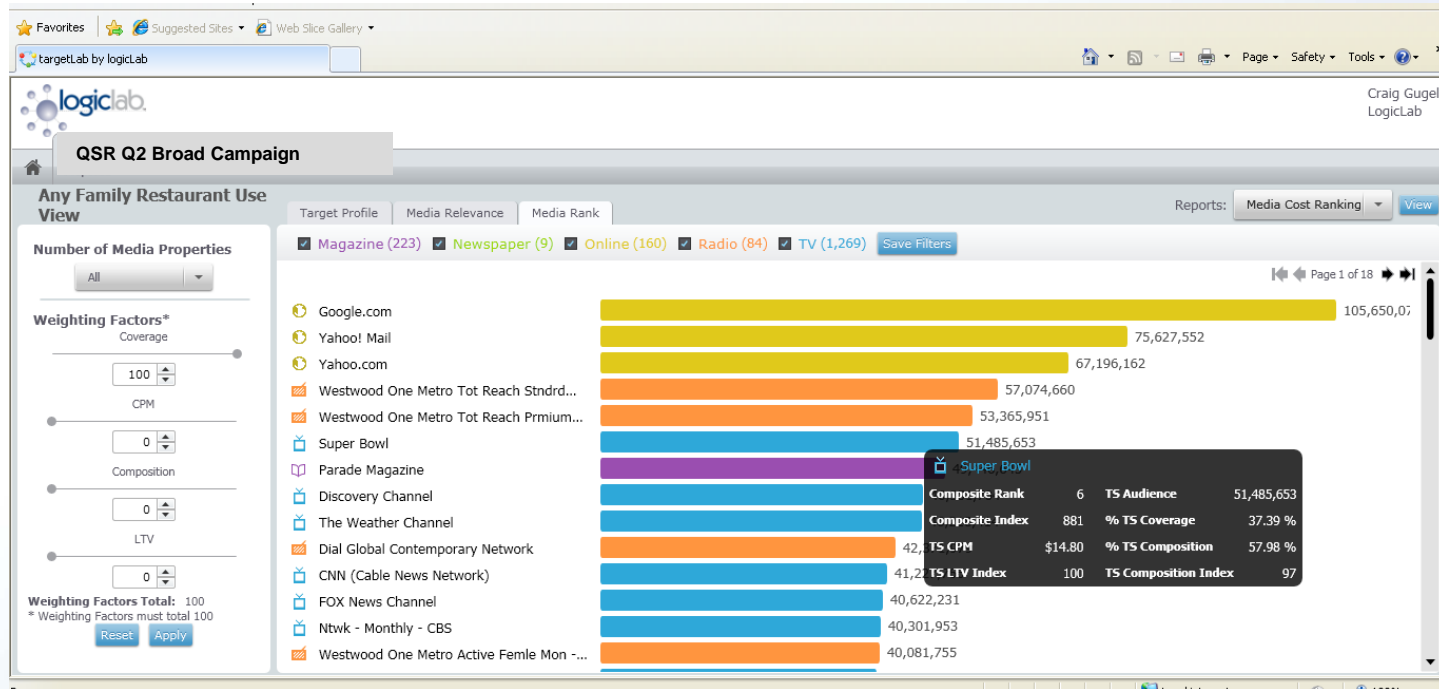 Favorites Suggested Sites Web Slice Gallery
targetLab by logicLab Page Safety Tools
logiclab.
Craig Gugel
LogicLab
QSR Q2 Broad Campaign
Any Family Restaurant Use
View
Target Profile Media Relevance Media Rank Reports: Media Cost Ranking View
Number of Media Properties
All
Weighting Factors*
Coverage
100
CPM
0
Composition
0
LTV
0
Weighting Factors Total: 100
* Weighting Factors must total 100
Reset Apply
Magazine (223) Newspaper (9) Online (160) Radio (84) TV (1,269) Save Filters
Page 1 of 18
Google.com 105,650,07
Yahoo! Mail 75,627,552
Yahoo.com 67,196,162
Westwood One Metro Tot Reach Stndrd... 57,074,660
Westwood One Metro Tot Reach Prmium... 53,365,951
Super Bowl 51,485,653
Parade Magazine
Discovery Channel
The Weather Channel
Dial Global Contemporary Network 42,
CNN (Cable News Network) 41,22
FOX News Channel 40,622,231
Ntwk - Monthly - CBS 40,301,953
Westwood One Metro Active Femle Mon -... 40,081,755
Super Bowl
Composite Rank 6 TS Audience 51,485,653
Composite Index 881 % TS Coverage 37.39 %
TS CPM $14.80 % TS Composition 57.98 %
TS LTV Index 100 TS Composition Index 97